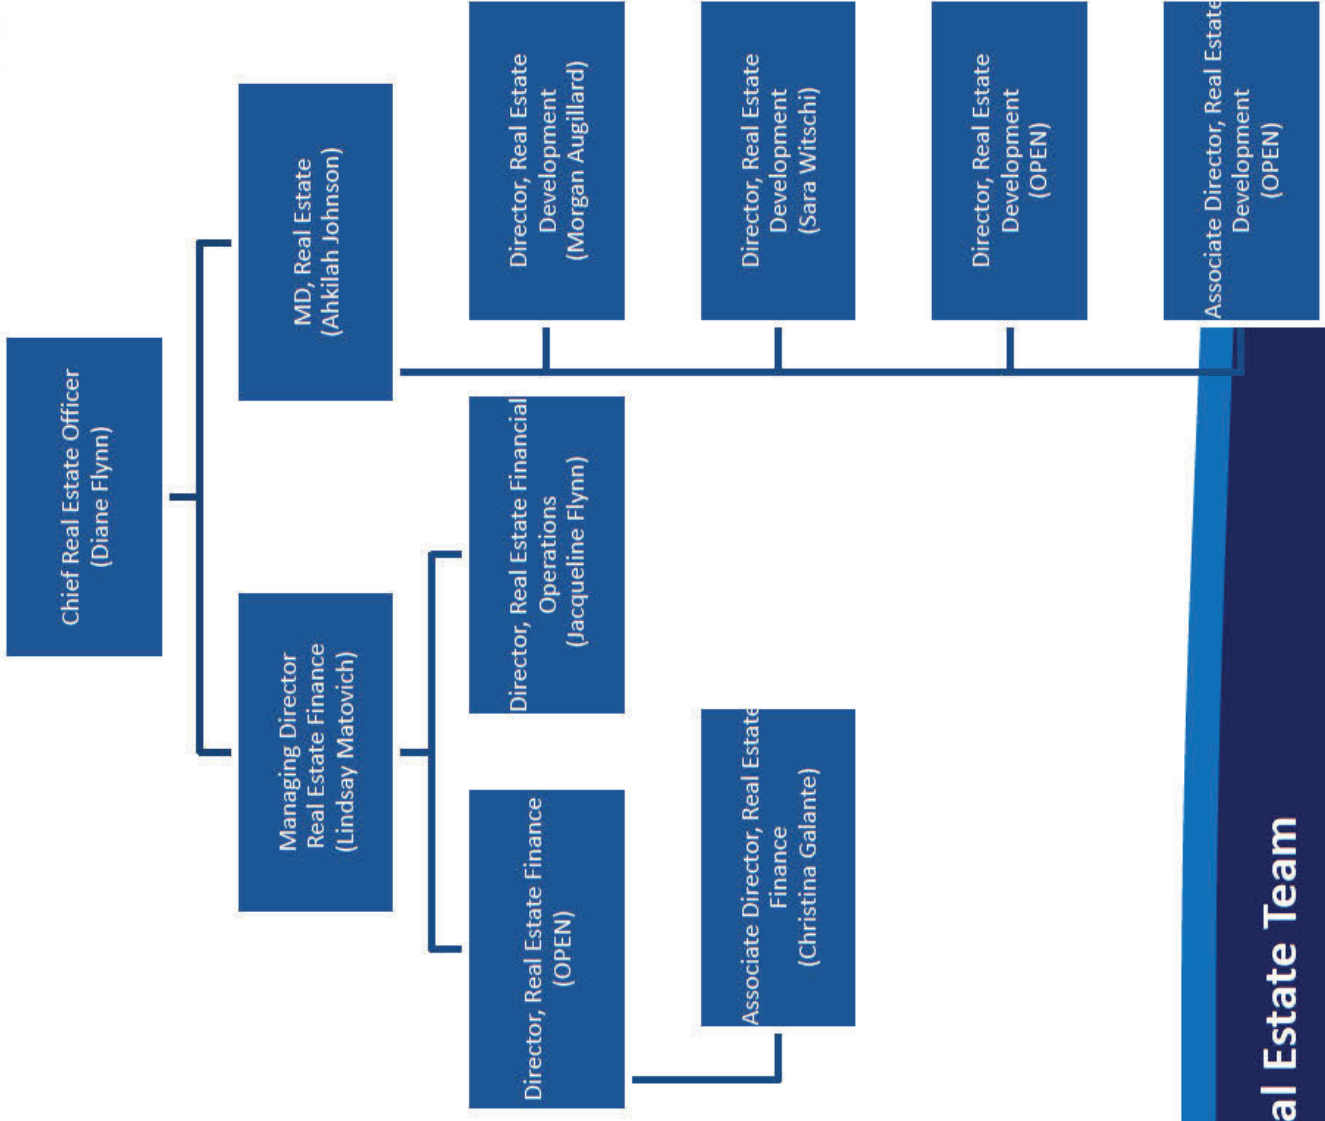 Chief Real Estate Officer
(Diane Flynn)
Managing Director
Real Estate Finance
(Lindsay Matovich)
MD, Real Estate
(Ahkilah Johnson)
Director, Real Estate Finance
(OPEN)
Director, Real Estate Financial
Operations
(Jacqueline Flynn)
Director, Real Estate
Development
(Morgan Augillard)
Associate Director, Real Estate
Finance
(Christina Galante)
Director, Real Estate
Development
(Sara Witschi)
Director, Real Estate
Development
(OPEN)
Associate Director, Real Estate
Development
(OPEN)
al Estate Team